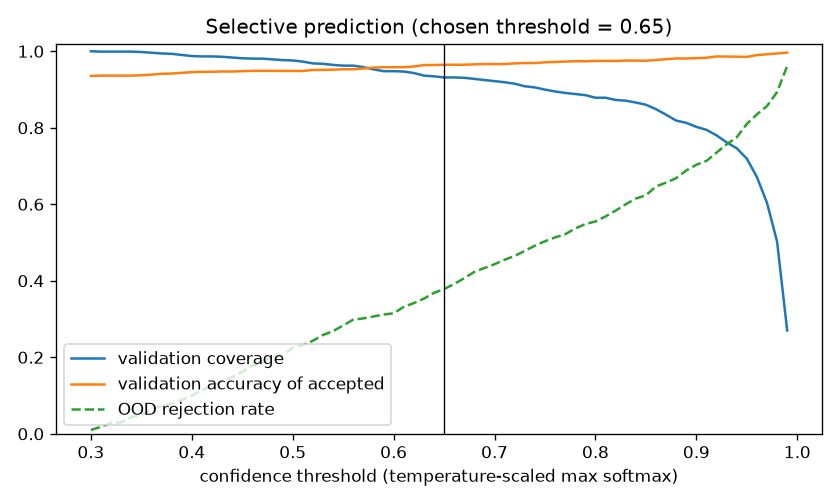 Selective prediction (chosen threshold = 0.65)
1.0
0.8
0.6
0.4
0.2
0.0
validation coverage
validation accuracy of accepted
OOD rejection rate
0.3 0.4 0.5 0.6 0.7 0.8 0.9 1.0
confidence threshold (temperature-scaled max softmax)